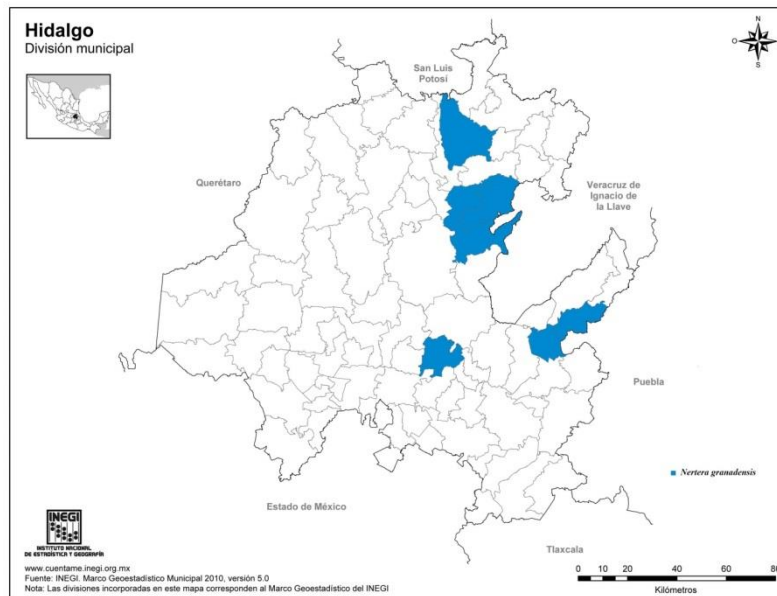 Hidalgo
División municipal
N
O
E
S
San Luis
Potosí
Querétaro
Veracruz de
Ignacio de
la Llave
Puebla
Nertera granadensis
Estado de México
Tlaxcala
INEGI
INSTITUTO NACIONAL
DE ESTADÍSTICA Y GEOGRAFÍA
www.cuentame.inegi.org.mx
Fuente: INEGI. Marco Geoestadístico Municipal 2010, versión 5.0
Nota: Las divisiones incorporadas en este mapa corresponden al Marco Geoestadístico del INEGI
0 10 20 40 60 80
Kilómetros